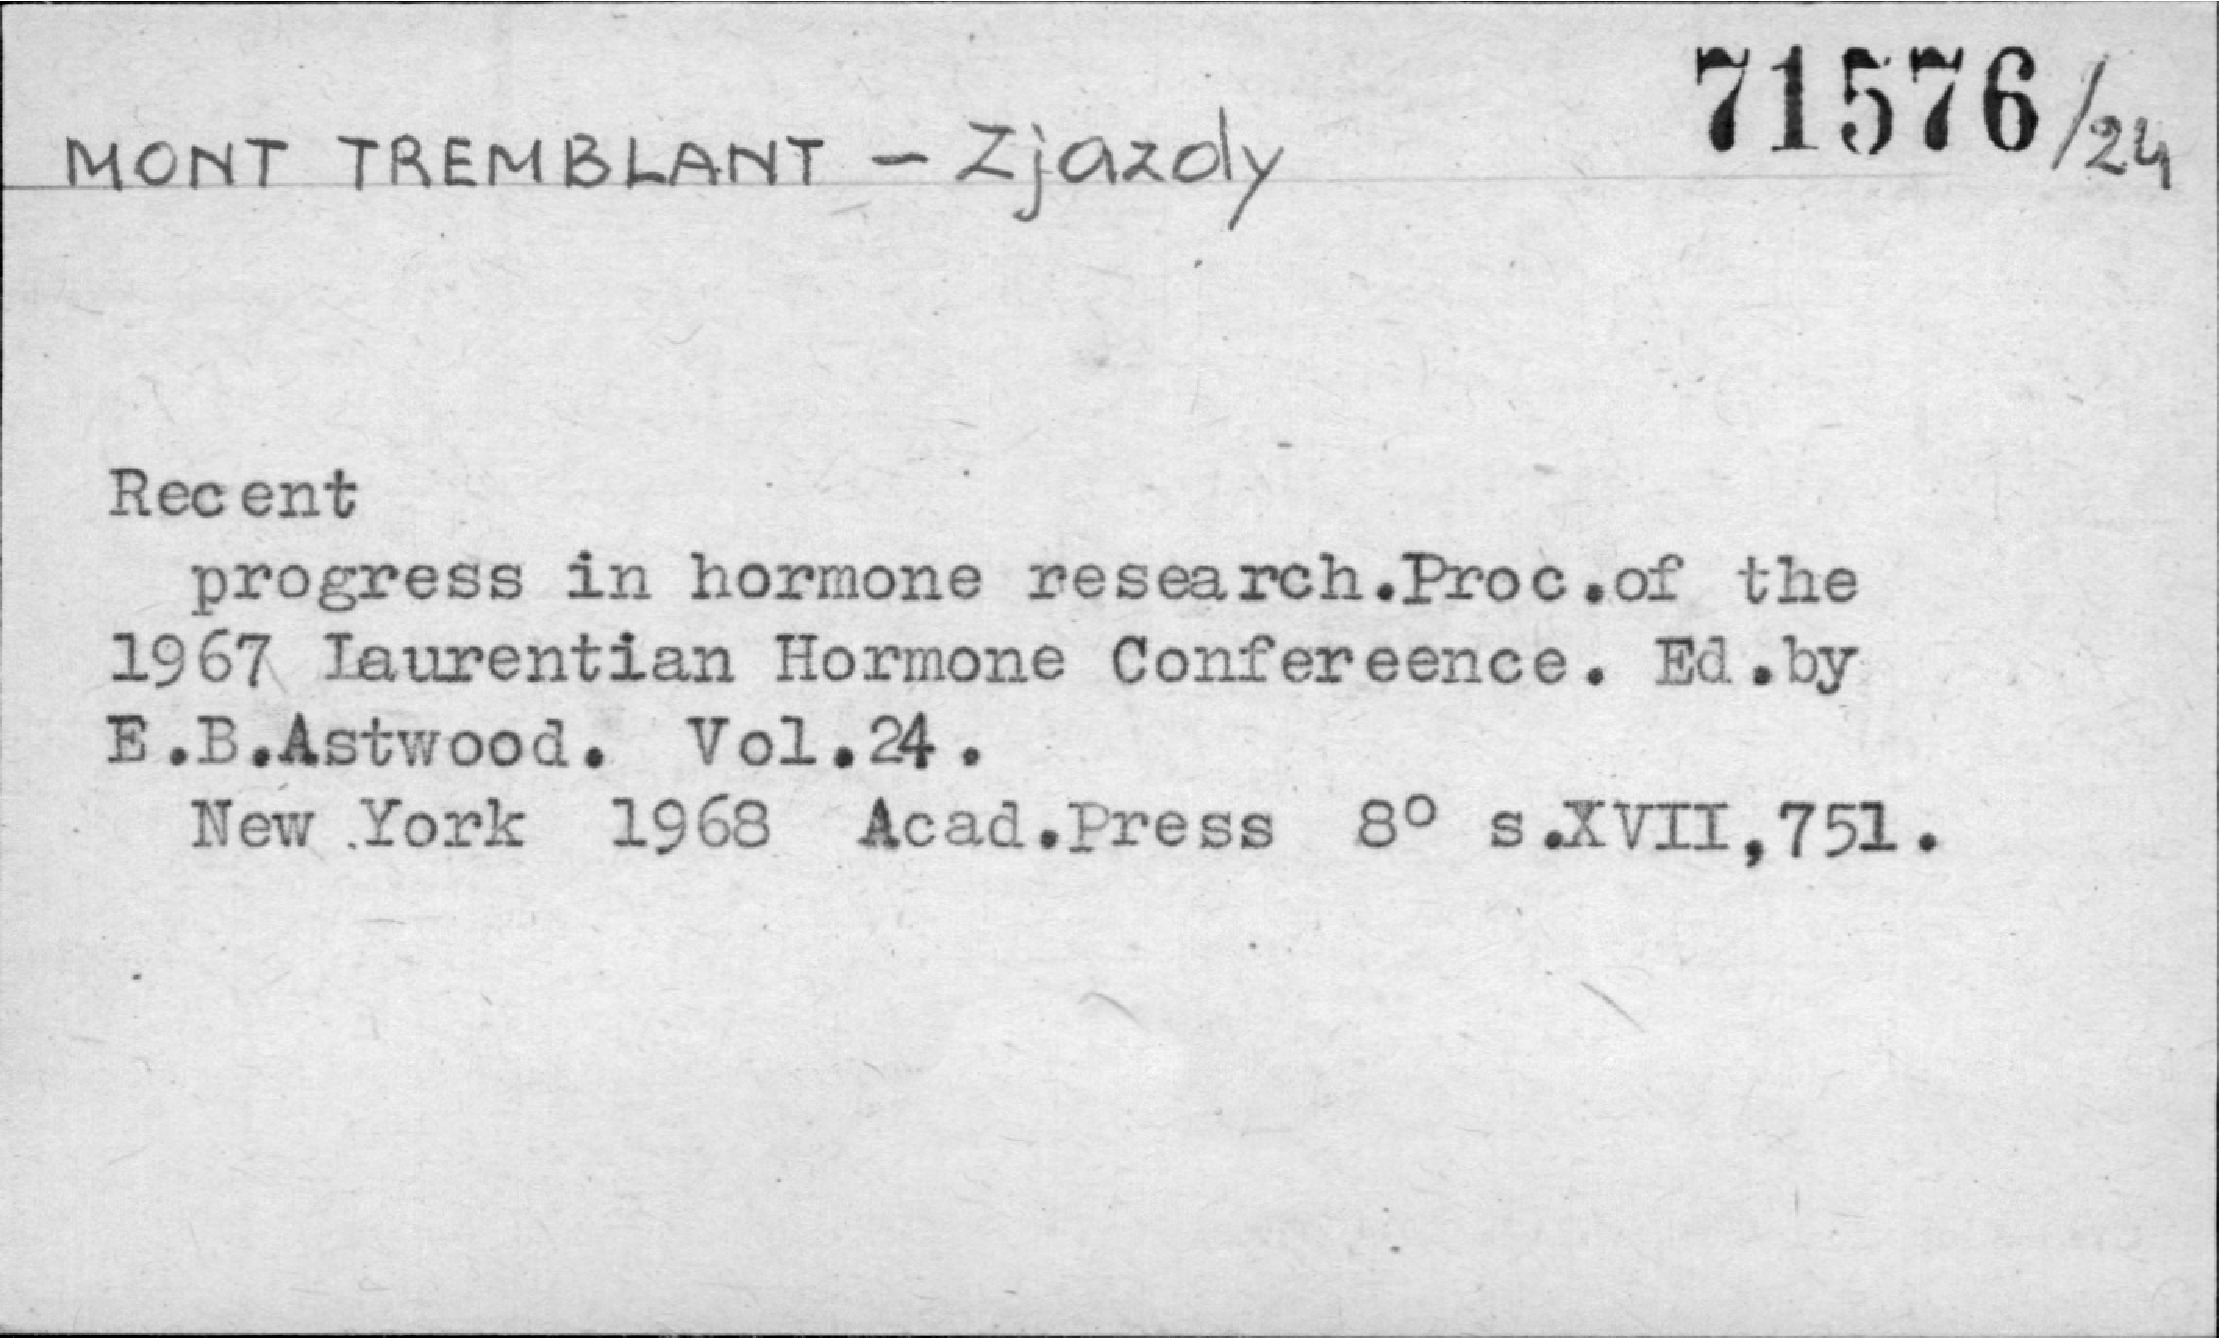 71576/24
MONT TREMBLANT - Zjazdy
Recent
progress in hormone research.Proc.of the
1967 Laurentian Hormone Confereence. Ed.by
E.B.Astwood. Vol.24.
New York 1968 Acad.Press 8° s.XVII,751.